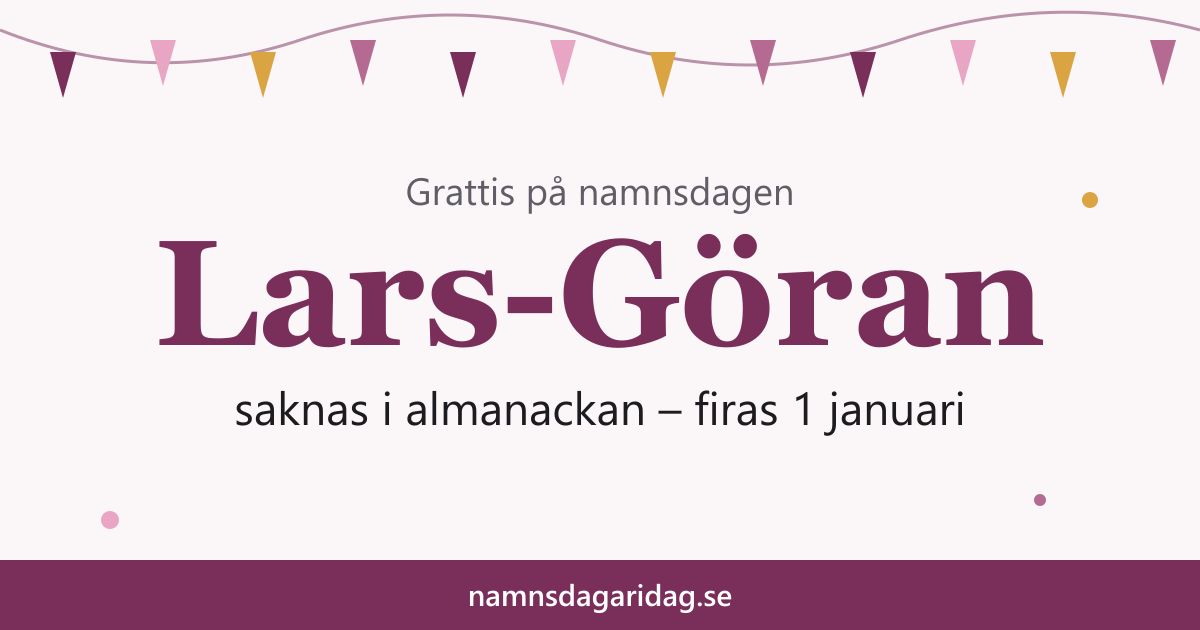 Grattis på namnsdagen
Lars-Göran
saknas i almanackan – firas 1 januari
namnsdagaridag.se